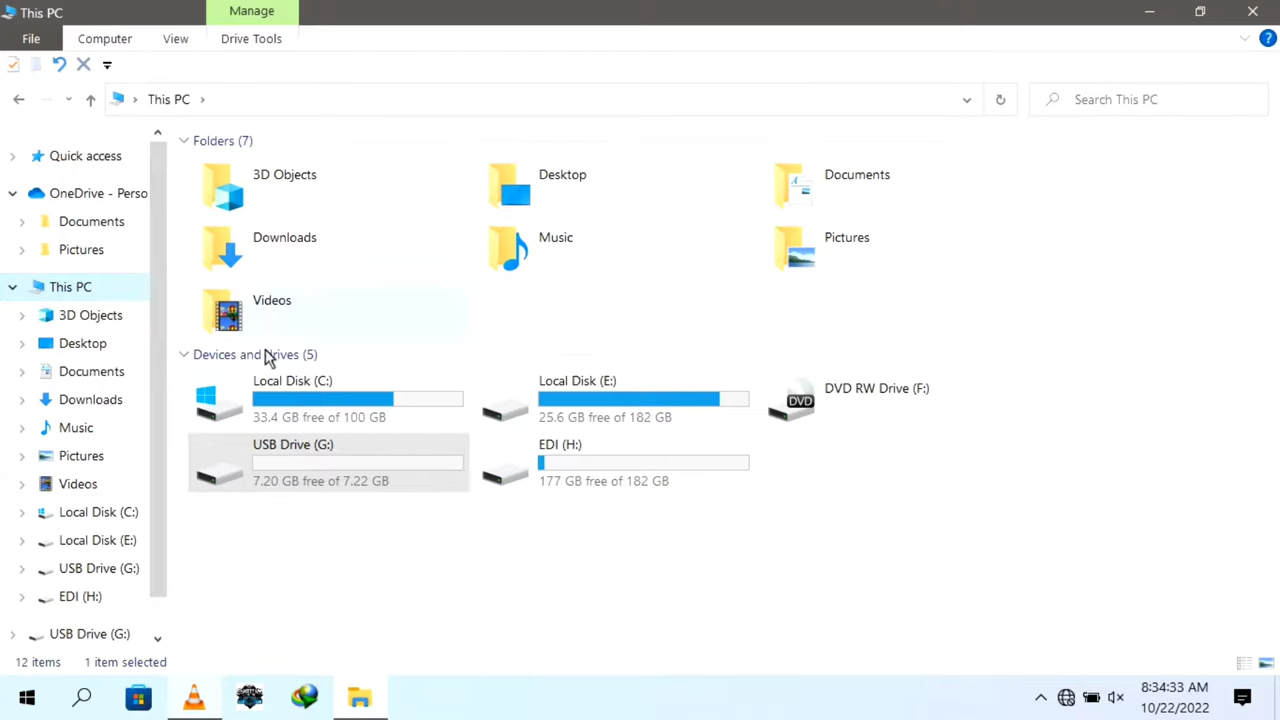 This PC
Manage
File
Computer
View
Drive Tools
This PC
Search This PC
Quick access
OneDrive - Perso
Documents
Pictures
This PC
3D Objects
Desktop
Documents
Downloads
Music
Pictures
Videos
Local Disk (C:)
Local Disk (E:)
USB Drive (G:)
EDI (H:)
USB Drive (G:)
Folders (7)
3D Objects
Desktop
Documents
Downloads
Music
Pictures
Videos
Devices and drives (5)
Local Disk (C:)
33.4 GB free of 100 GB
Local Disk (E:)
25.6 GB free of 182 GB
DVD
DVD RW Drive (F:)
USB Drive (G:)
7.20 GB free of 7.22 GB
EDI (H:)
177 GB free of 182 GB
12 items
1 item selected
8:34:33 AM
10/22/2022